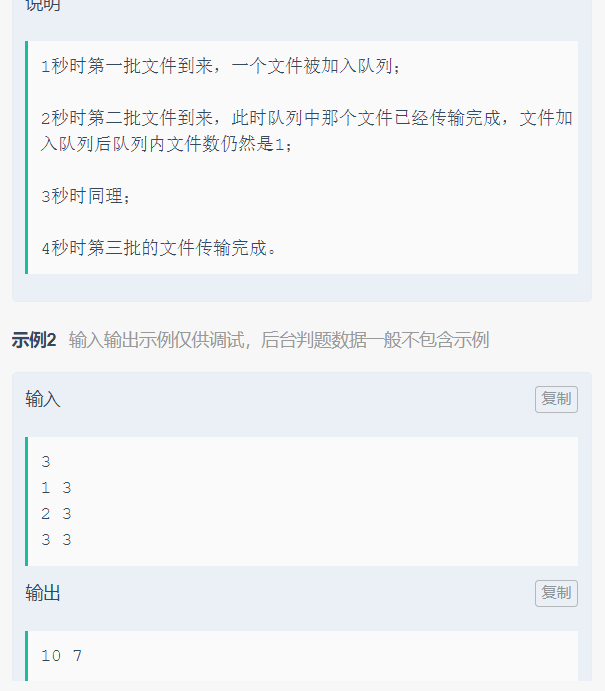 说明
1秒时第一批文件到来，一个文件被加入队列；
2秒时第二批文件到来，此时队列中那个文件已经传输完成，文件加
入队列后队列内文件数仍然是1；
3秒时同理；
4秒时第三批的文件传输完成。
示例2 输入输出示例仅供调试，后台判题数据一般不包含示例
输入
复制
3
1 3
2 3
3 3
输出
复制
10 7